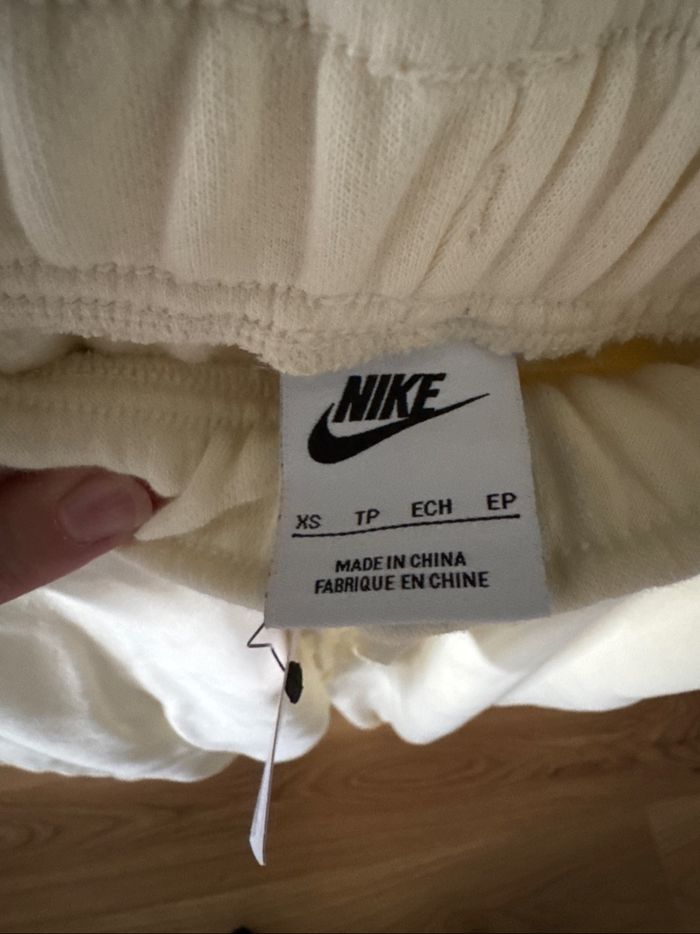 NIKE
XS TP ECH EP
MADE IN CHINA
FABRIQUE EN CHINE